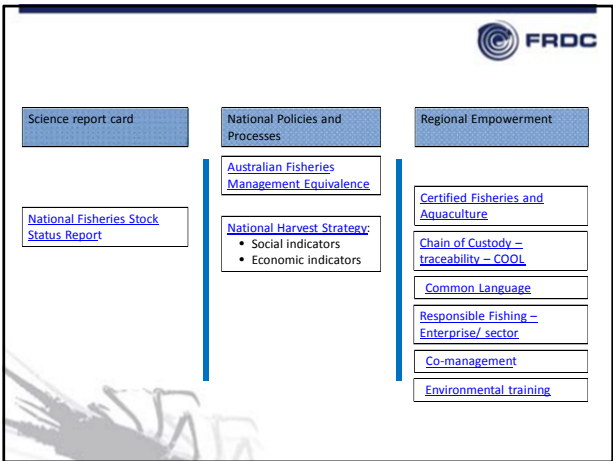 FRDC
Science report card
National Fisheries Stock
Status Report
National Policies and
Processes
Australian Fisheries
Management Equivalence
National Harvest Strategy:
• Social indicators
• Economic indicators
Regional Empowerment
Certified Fisheries and
Aquaculture
Chain of Custody –
traceability – COOL
Common Language
Responsible Fishing –
Enterprise/ sector
Co-management
Environmental training